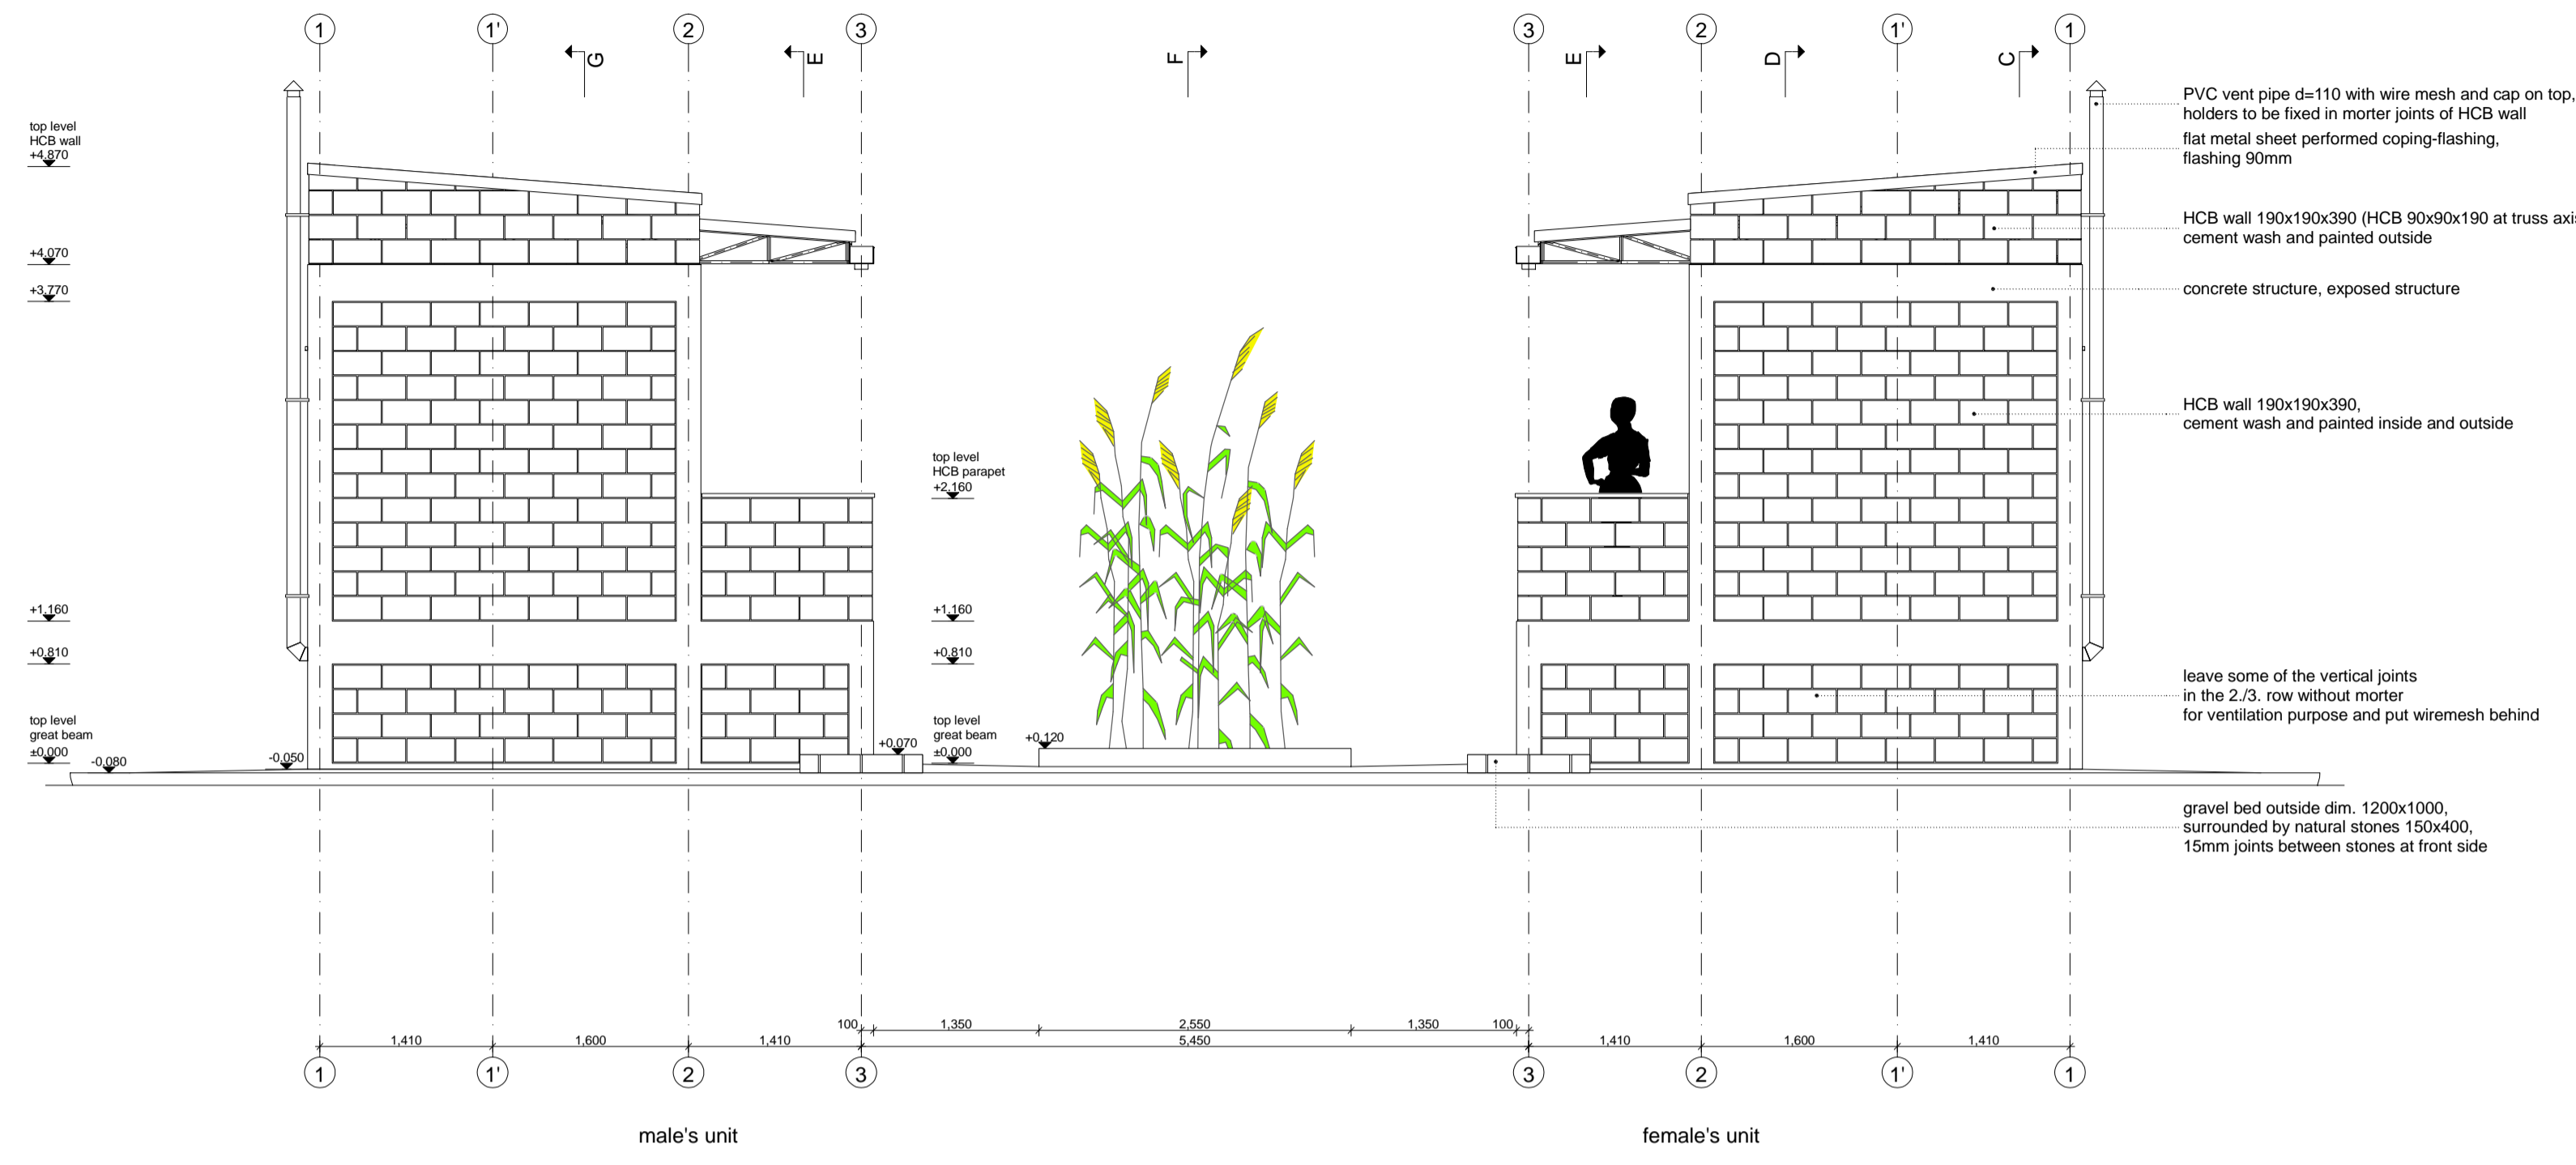 1
1'
2
3
3
2
1'
1
G
E
F
E
D
C
PVC vent pipe d=110 with wire mesh and cap on top,
holders to be fixed in morter joints of HCB wall
flat metal sheet performed coping-flashing,
flashing 90mm
HCB wall 190x190x390 (HCB 90x90x190 at truss
cement wash and painted outside
concrete structure, exposed structure
HCB wall 190x190x390,
cement wash and painted inside and outside
leave some of the vertical joints
in the 2./3. row without morter
for ventilation purpose and put wiremesh behind
gravel bed outside dim. 1200x1000,
surrounded by natural stones 150x400,
15mm joints between stones at front side
top level
HCB wall
+4.870
+4.070
+3.770
+1.160
+0.810
top level
great beam
±0.000
-0.080
-0.050
top level
HCB parapet
+2.160
+1.160
+0.810
top level
great beam
±0.000
+0.070
+0.120
100
1,350
2,550
1,350
100
1,410
1,600
1,410
5,450
1,410
1,600
1,410
1
1'
2
3
3
2
1'
1
male's unit
female's unit